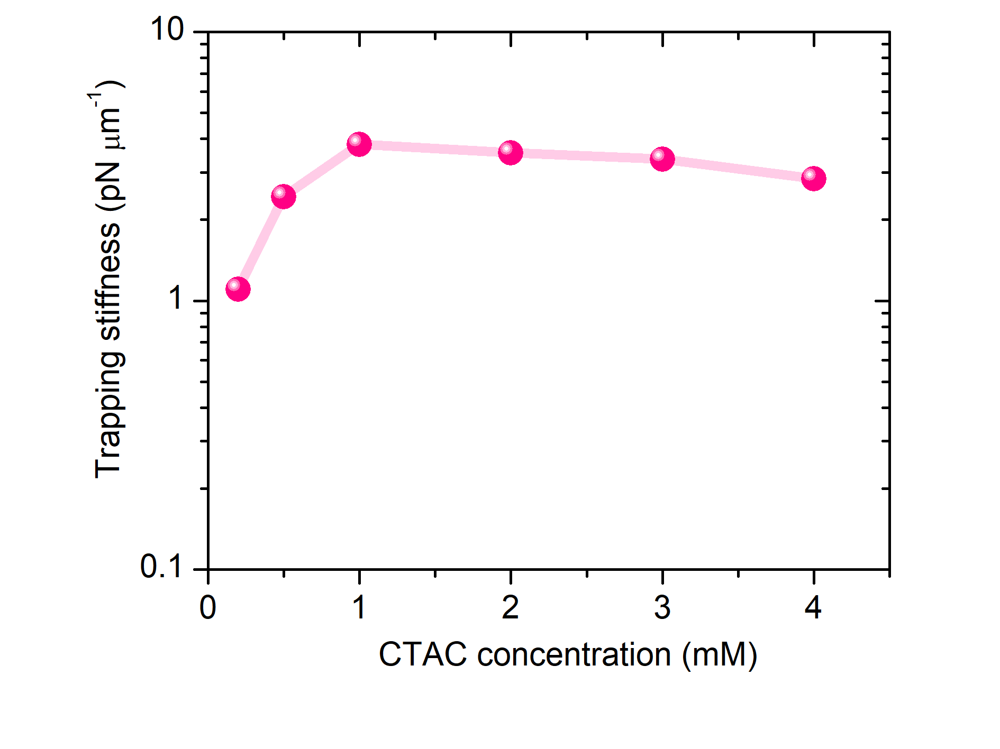 10
1
0.1
Trapping stiffness (pN μm-1)
0 1 2 3 4
CTAC concentration (mM)